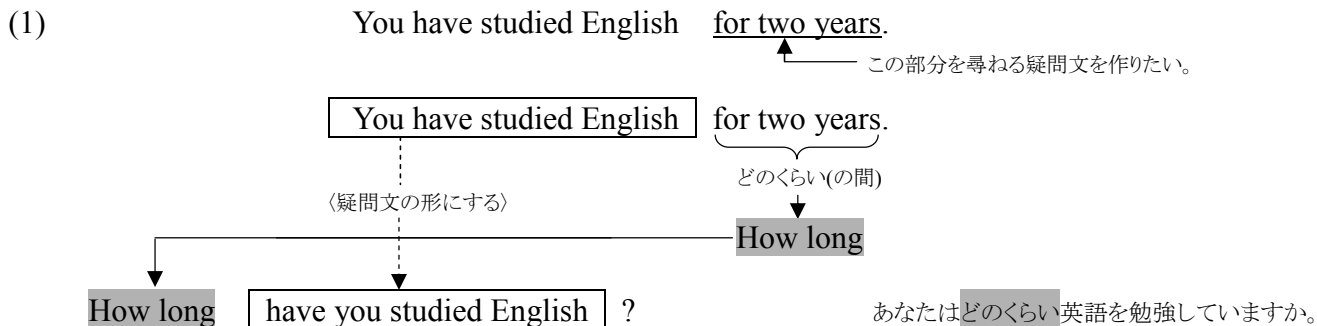 (1) You have studied English for two years.
この部分を尋ねる疑問文を作りたい。
You have studied English for two years.
どのくらい(の間)
〈疑問文の形にする〉
How long
How long have you studied English ? あなたはどのくらい英語を勉強していますか。